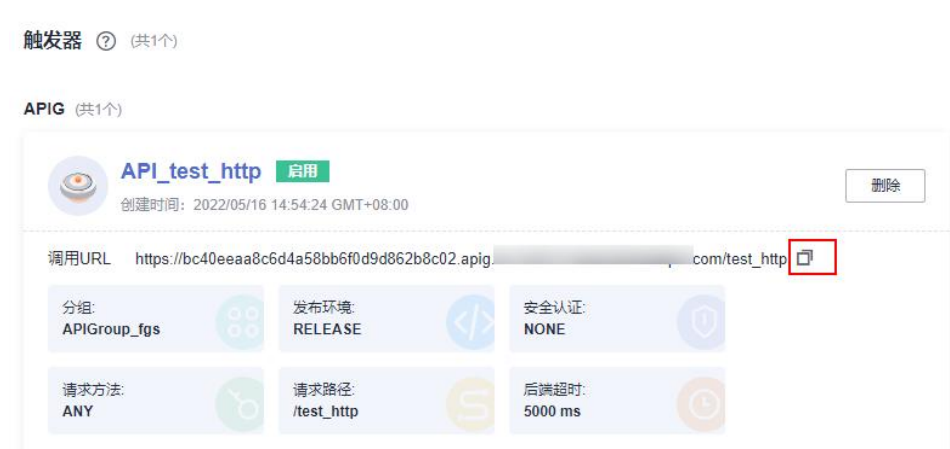 触发器 ? (共1个)
APIG (共1个)
API_test_http 启用
创建时间: 2022/05/16 14:54:24 GMT+08:00
删除
调用URL https://bc40eeaa8c6d4a58bb6f0d9d862b8c02.apig. com/test_http
分组: 发布环境: 安全认证:
APIGroup_fgs RELEASE NONE
请求方法: 请求路径: 后端超时:
ANY /test_http 5000 ms